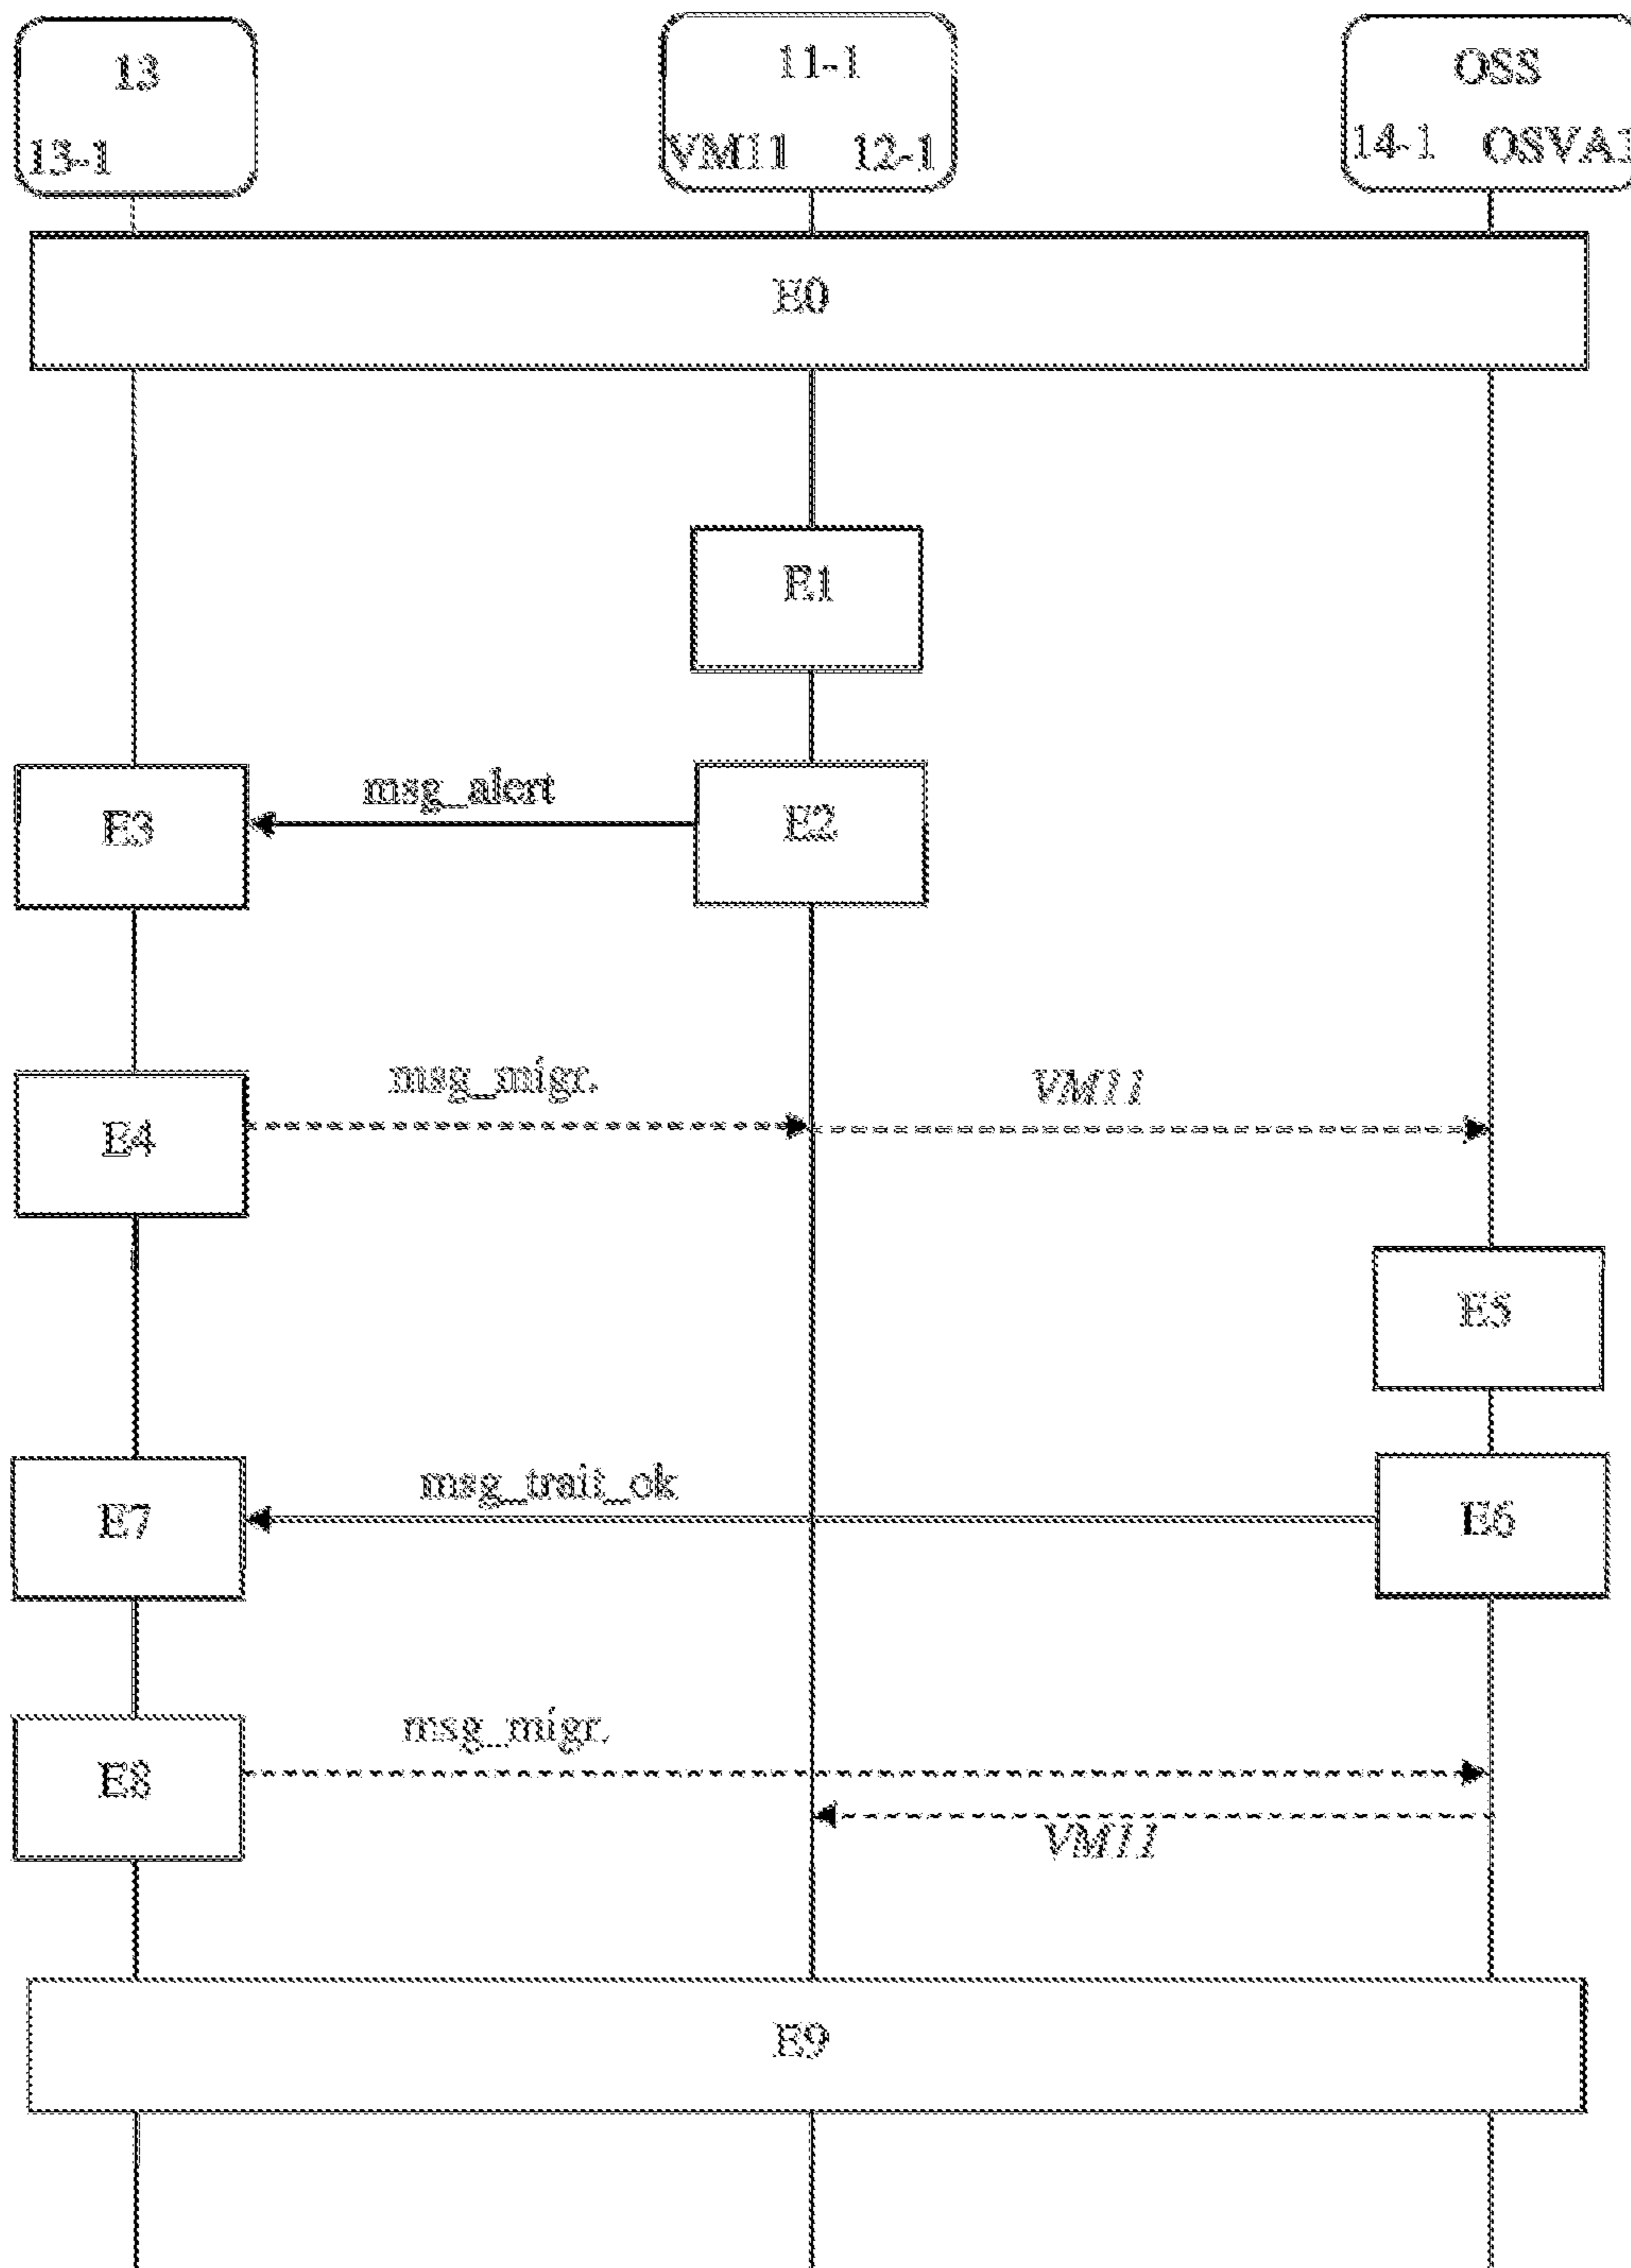 13
11-1
OSS
13-1
VM11 12-1
14-1
E0
E1
msg_alert
E3
E2
msg_migr.
VM11
E4
E5
msg_trait_ok
E7
E6
msg_migr.
E8
VM11
E9